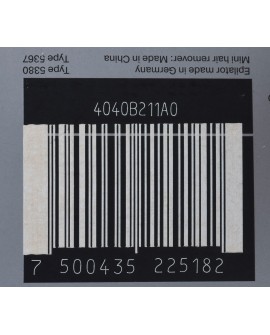 Epilator made in Germany Type 5380
Mini hair remover: Made in China Type 5367
4040B211A0
7 500435 225182